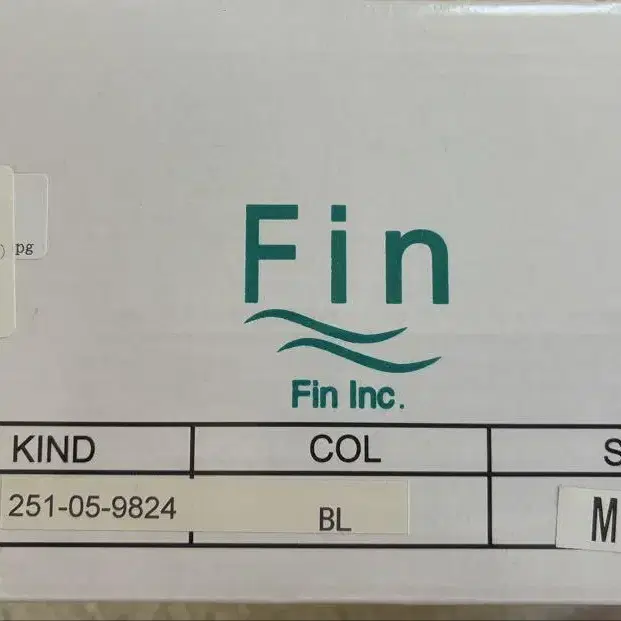 pg
Fin
Fin Inc.
KIND COL S
251-05-9824 BL M